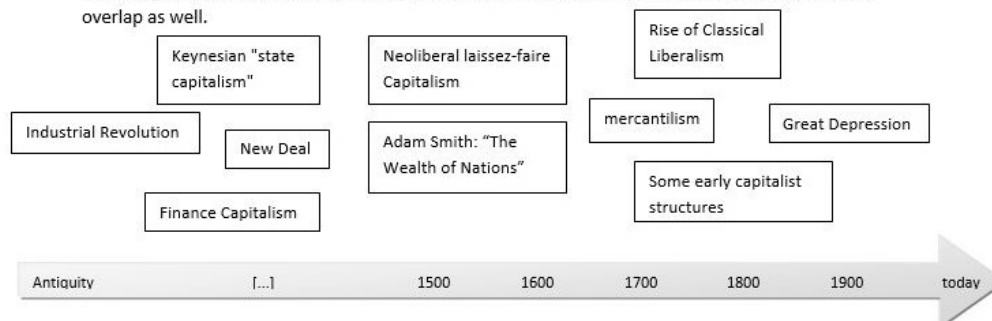 overlap as well.
Rise of Classical
Liberalism
Keynesian "state
capitalism"
Neoliberal laissez-faire
Capitalism
Industrial Revolution
New Deal
Adam Smith: “The
Wealth of Nations”
mercantilism
Great Depression
Some early capitalist
structures
Finance Capitalism
Antiquity [...] 1500 1600 1700 1800 1900 today